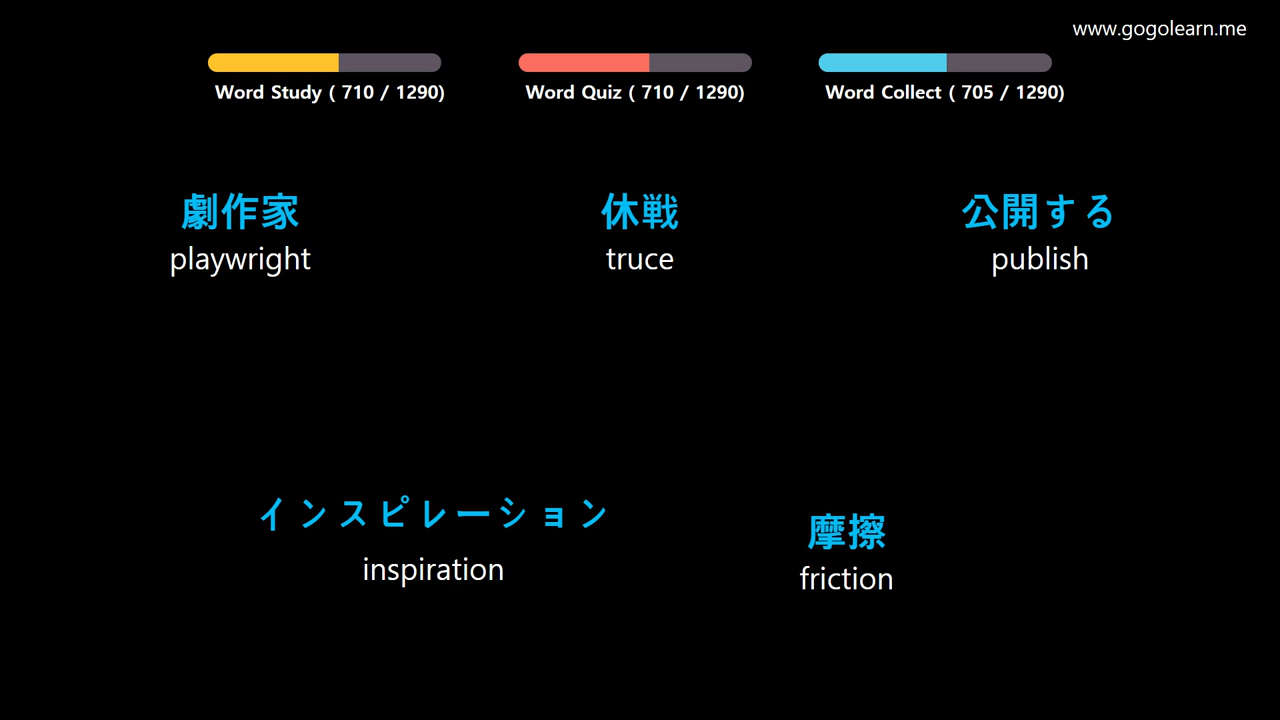 www.gogolearn.me
Word Study ( 710 / 1290)
Word Quiz ( 710 / 1290)
Word Collect ( 705 / 1290)
劇作家
playwright
休戦
truce
公開する
publish
インスピレーション
inspiration
摩擦
friction